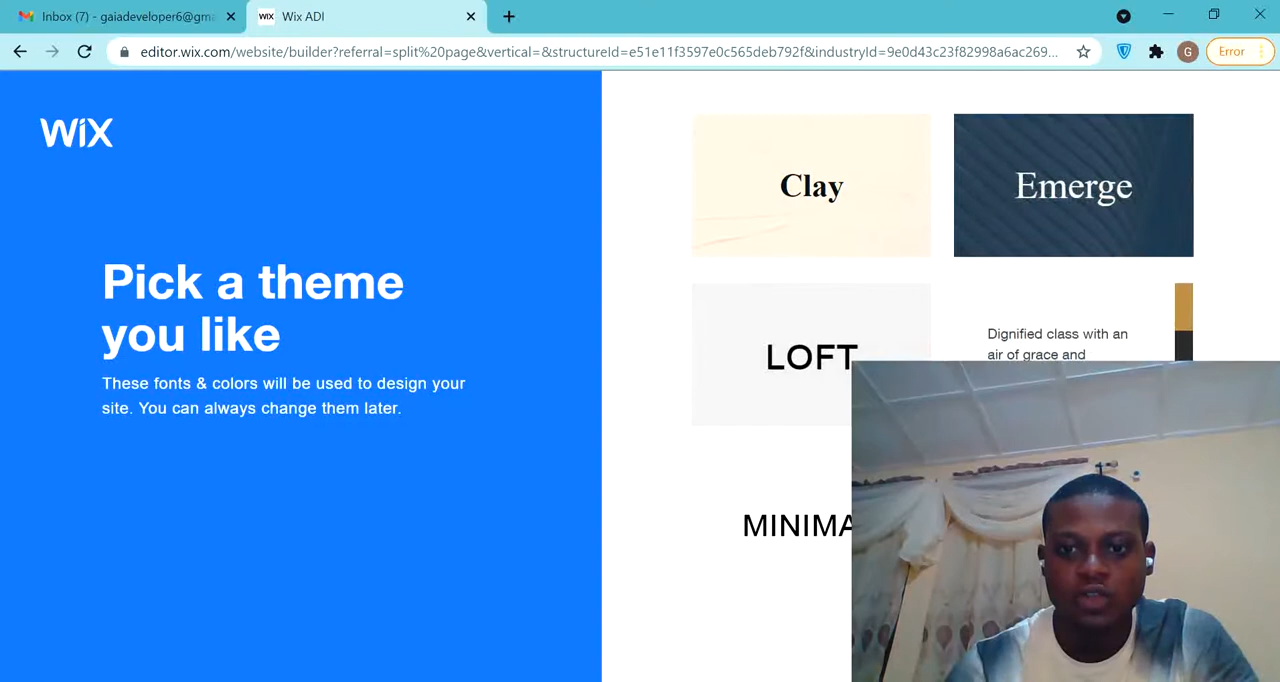 Inbox (7) - gaiadeveloper6@gm
WiX Wix ADI
editor.wix.com/website/builder?referral=split%20page&vertical=&structureId=e51e11f3597e0c565deb792f&industryId=9e0d43c23f82998a6ac269...
G
Error
WiX
Pick a theme
you like
These fonts & colors will be used to design your
site. You can always change them later.
Clay
Emerge
LOFT
Dignified class with an
air of grace and
MINIMA